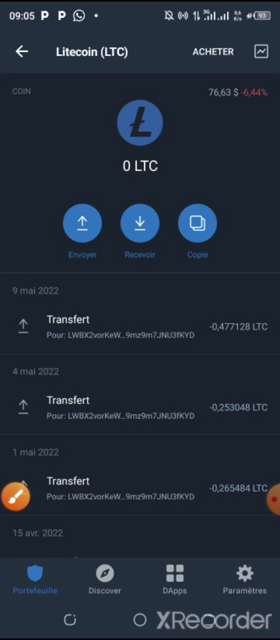 09:05 P P
3G
93
Litecoin (LTC)
ACHETER
COIN
76,63 $ -6,44%
0 LTC
Envoyer
Recevoir
Copie
9 mai 2022
Transfert
-0,477128 LTC
Pour: LWBX2vorKeW...9mz9m7JNU3fKYD
4 mai 2022
Transfert
-0,253048 LTC
Pour: LWBX2vorKeW...9mz9m7JNU3fKYD
1 mai 2022
Transfert
-0,265484 LTC
Pour: LWBX2vorKeW...9mz9m7JNU3fKYD
15 avr. 2022
Portefeuille
Discover
DApps
Paramètres
XRecorder